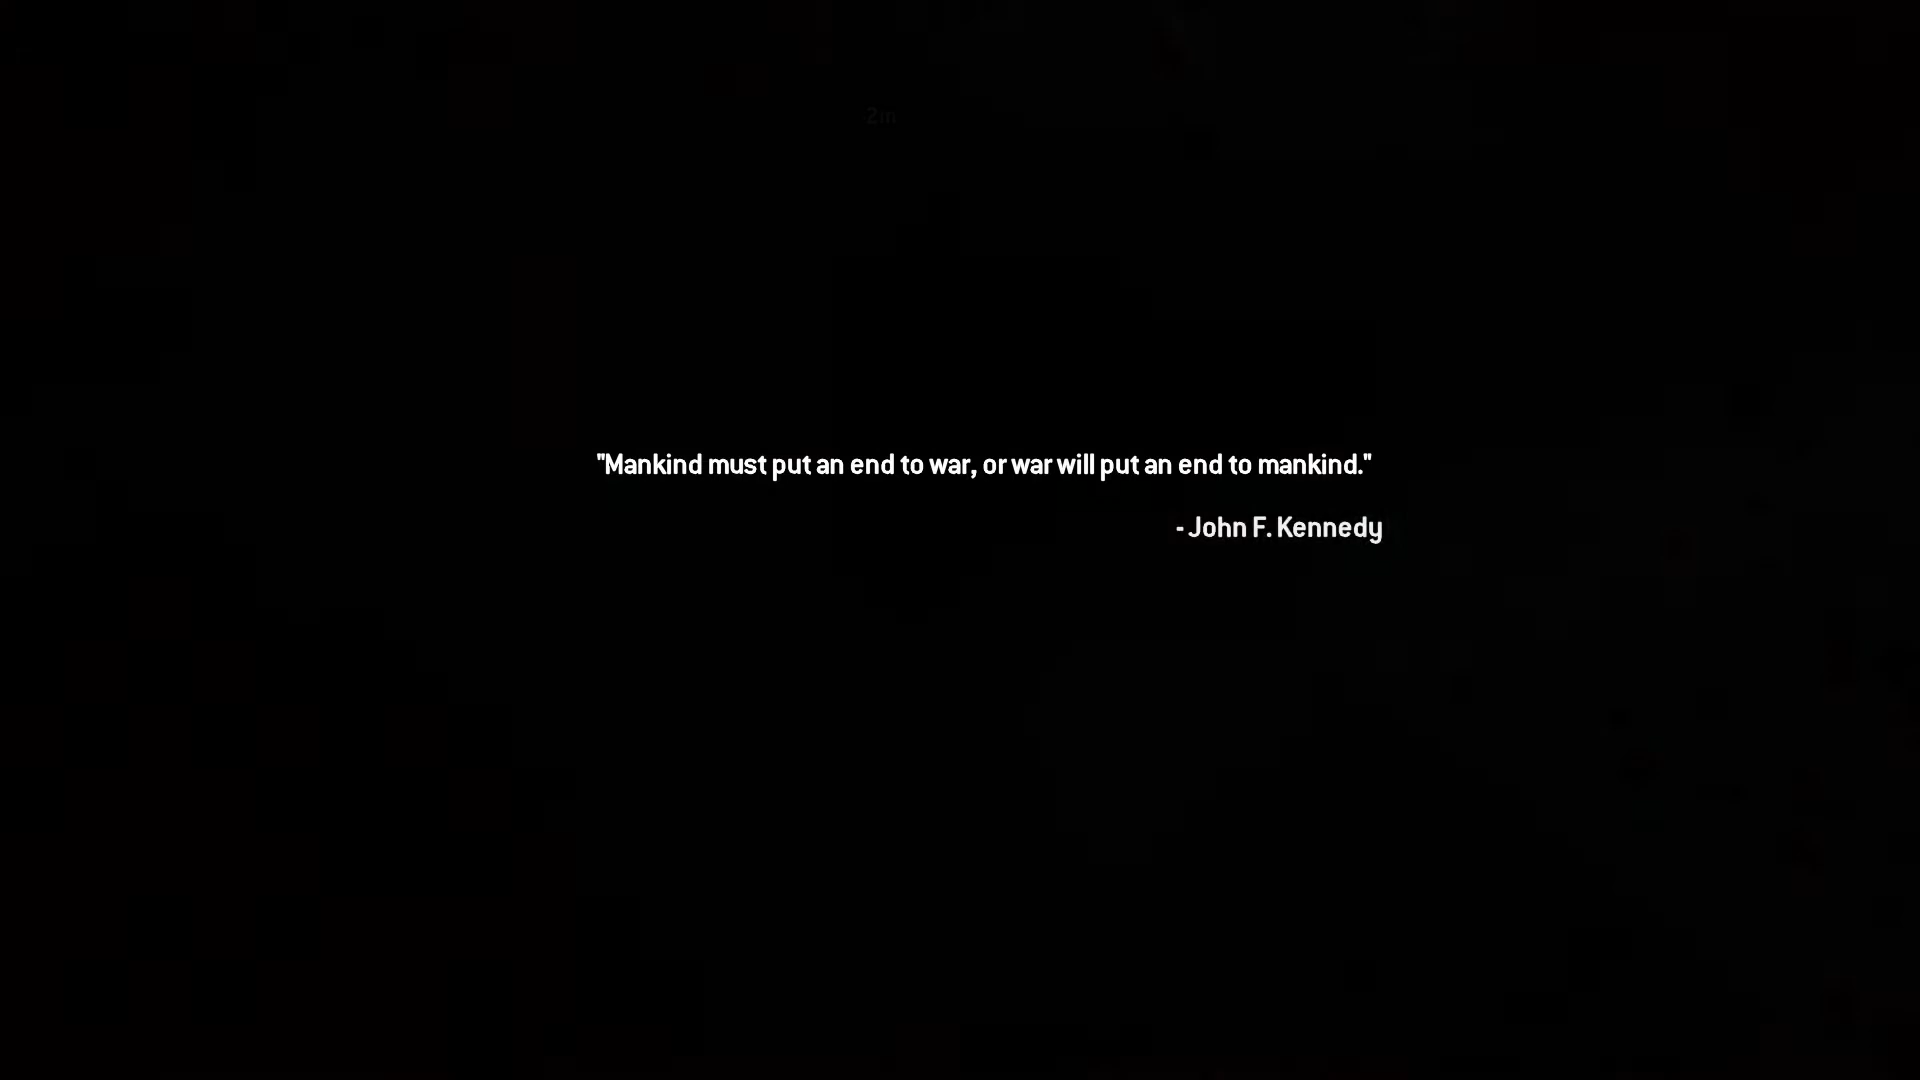 "Mankind must put an end to war, or war will put an end to mankind."
- John F. Kennedy